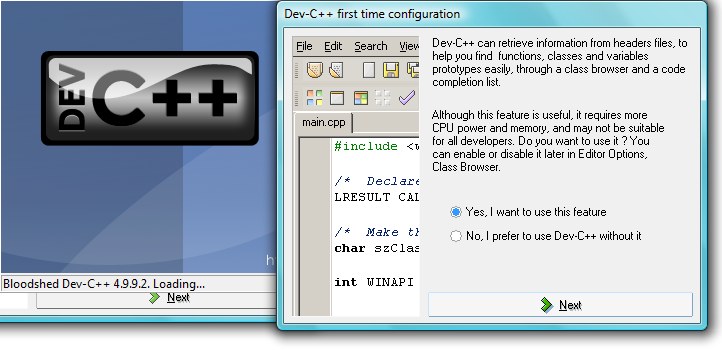 DEV C++
h
Bloodshed Dev-C++ 4.9.9.2. Loading...
Next
Dev-C++ first time configuration
File Edit Search View
main.cpp
#include <w
/* Declare
LRESULT CAL
/* Make th
char szClas
int WINAPI
Dev-C++ can retrieve information from headers files, to
help you find functions, classes and variables
prototypes easily, through a class browser and a code
completion list.
Although this feature is useful, it requires more
CPU power and memory, and may not be suitable
for all developers. Do you want to use it ? You
can enable or disable it later in Editor Options,
Class Browser.
Yes, I want to use this feature
No, I prefer to use Dev-C++ without it
Next